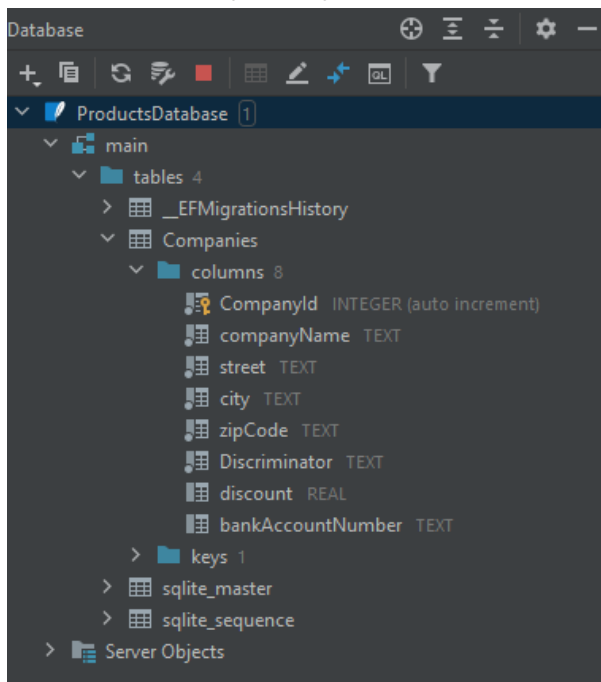 Database
ProductsDatabase 1
main
tables 4
__EFMigrationsHistory
Companies
columns 8
CompanyId INTEGER (auto increment)
companyName TEXT
street TEXT
city TEXT
zipCode TEXT
Discriminator TEXT
discount REAL
bankAccountNumber TEXT
keys 1
sqlite_master
sqlite_sequence
Server Objects